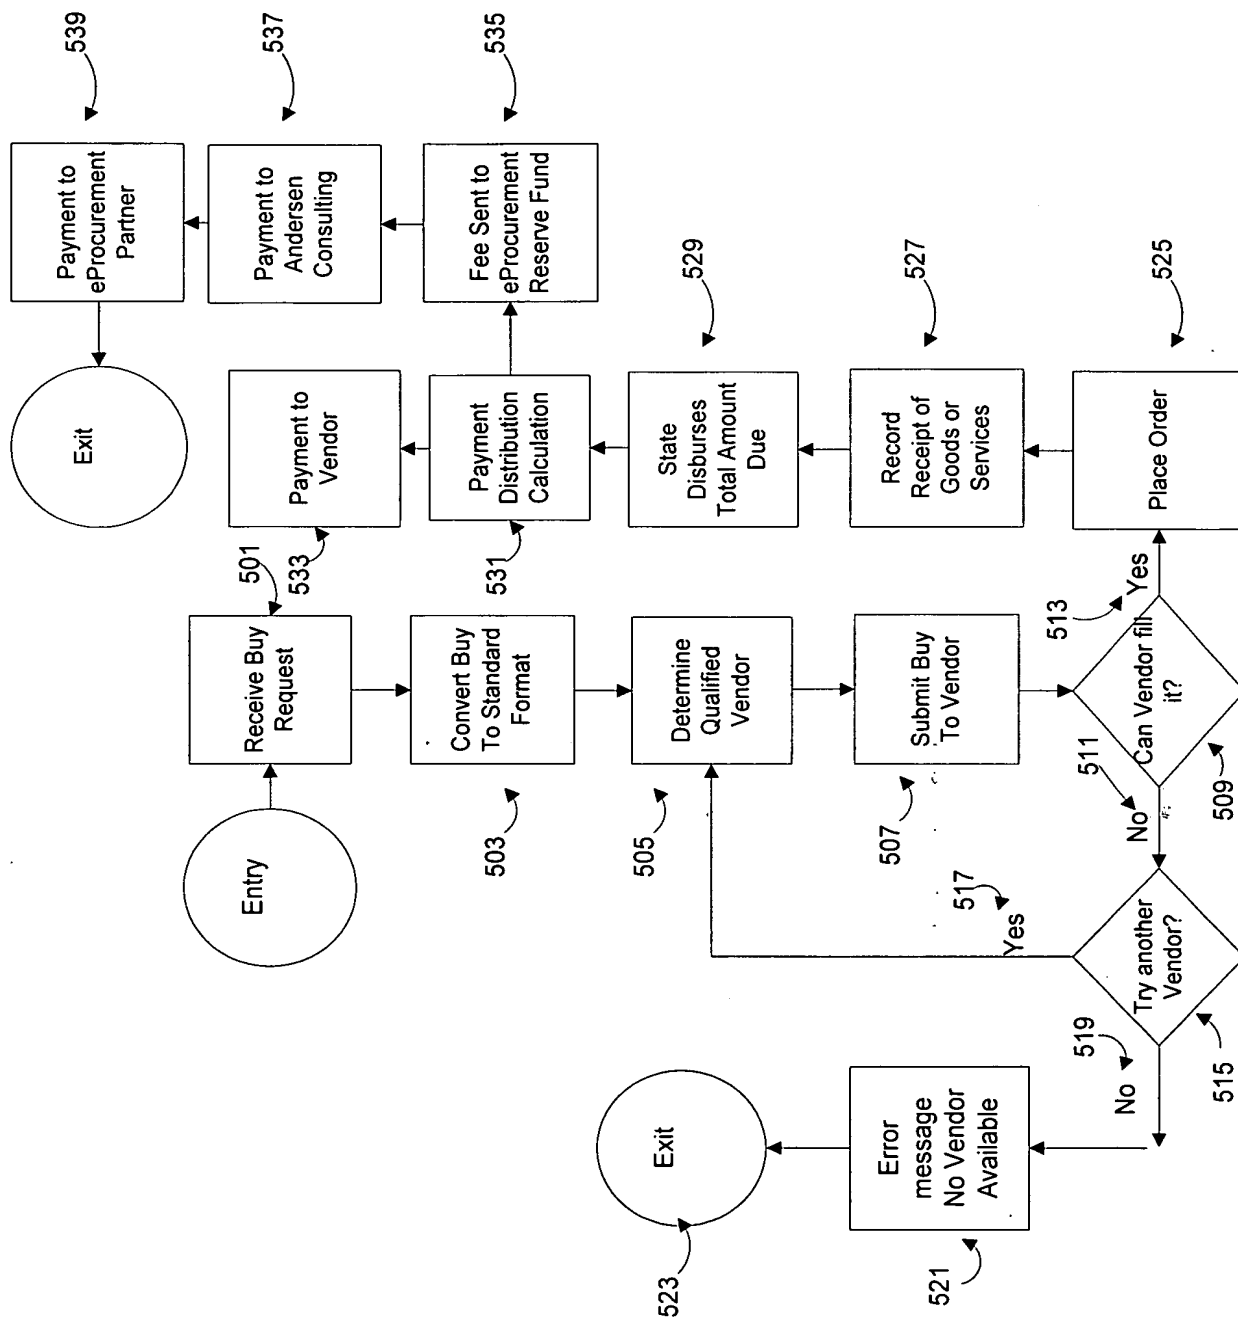 Entry
Receive Buy
Request
501
Convert Buy
To Standard
Format
503
Determine
Qualified
Vendor
505
Submit Buy
To Vendor
507
Can Vendor fill
it?
509
No
511
Yes
513
Try another
Vendor?
515
Yes
517
No
519
Error
message
No Vendor
Available
521
Exit
523
Place Order
525
Record
Receipt of
Goods or
Services
527
State
Disburses
Total Amount
Due
529
Payment
Distribution
Calculation
531
Payment to
Vendor
533
Fee Sent to
eProcurement
Reserve Fund
535
Payment to
Andersen
Consulting
537
Payment to
eProcurement
Partner
539
Exit